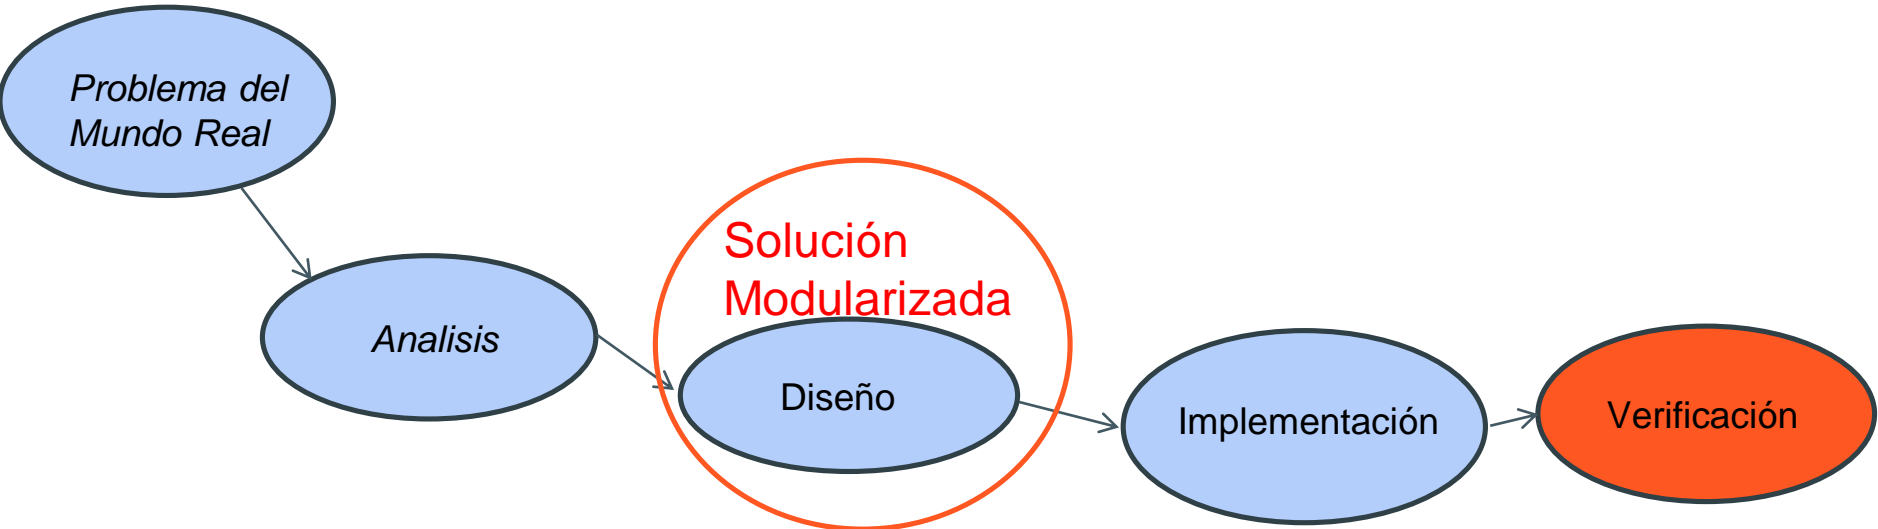 Problema del
Mundo Real
Solución
Modularizada
Analisis
Diseño
Implementación
Verificación